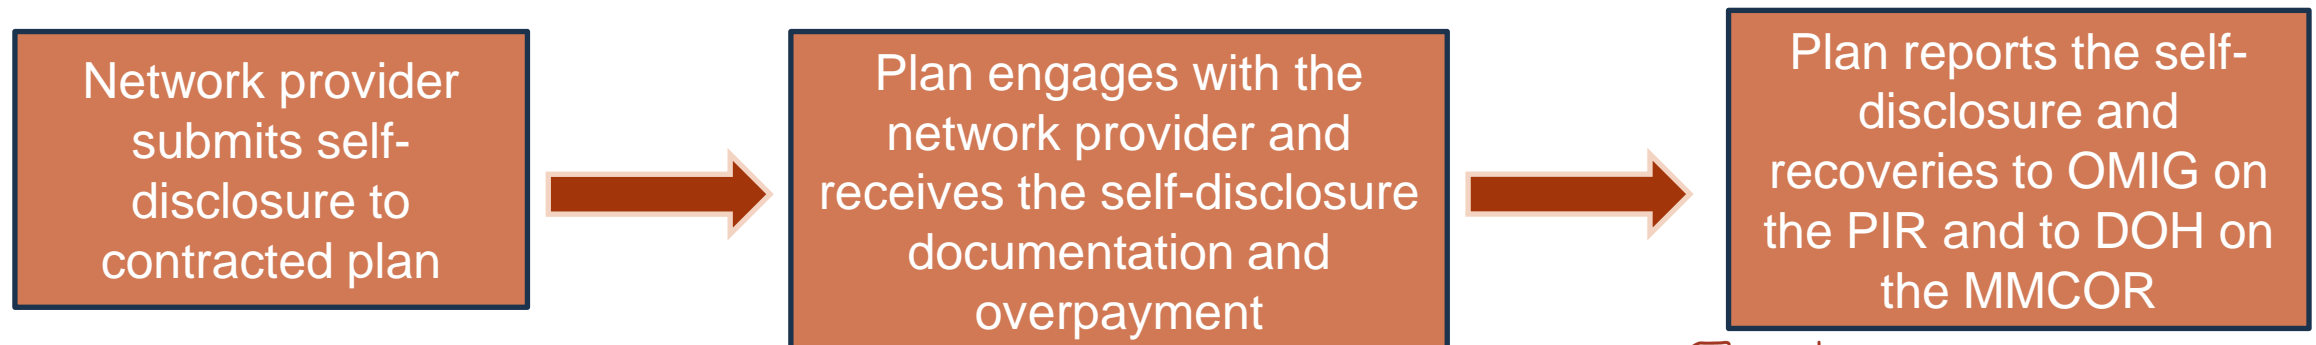 Network provider
submits self-
disclosure to
contracted plan
Plan engages with the
network provider and
receives the self-disclosure
documentation and
overpayment
Plan reports the self-
disclosure and
recoveries to OMIG on
the PIR and to DOH on
the MMCOR